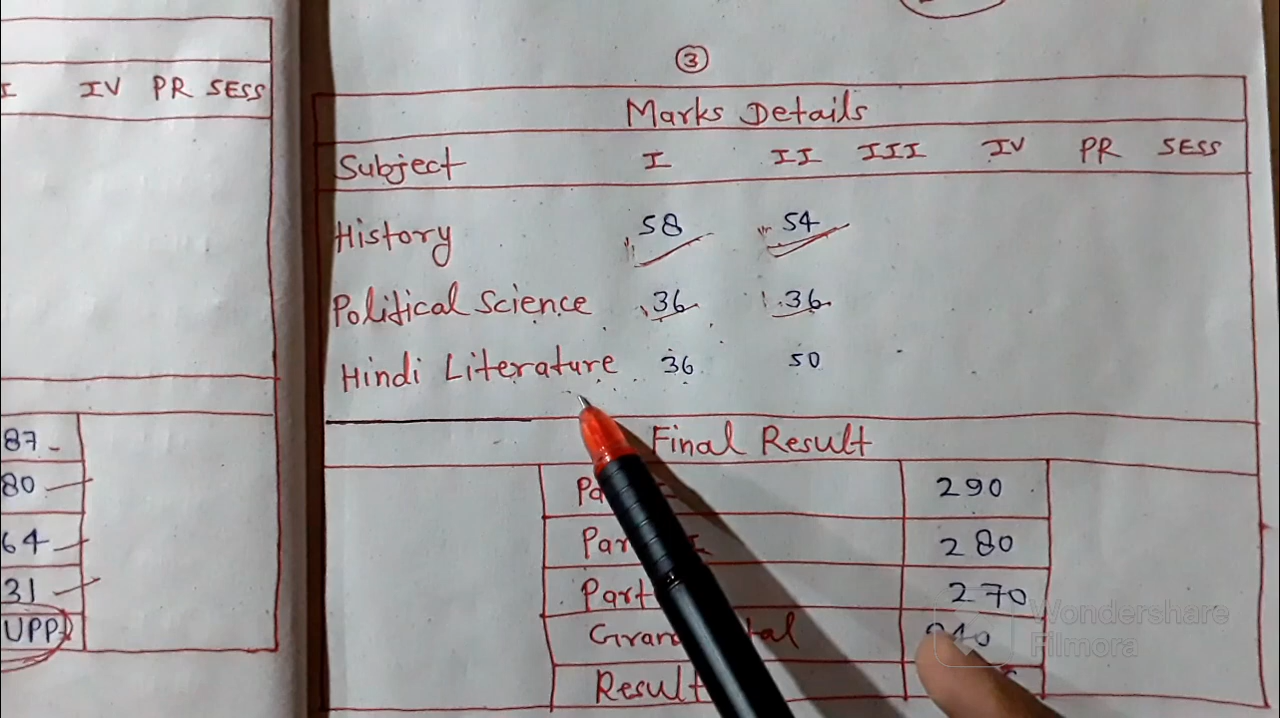 I IV PR SESS
87
80
64
31
UPP
3
Marks Details
Subject I II III IV PR SESS
History 58 54
Political Science 36 36
Hindi Literature 36 50
Final Result
290
280
Part 270
Wondershare
Filmora
Result